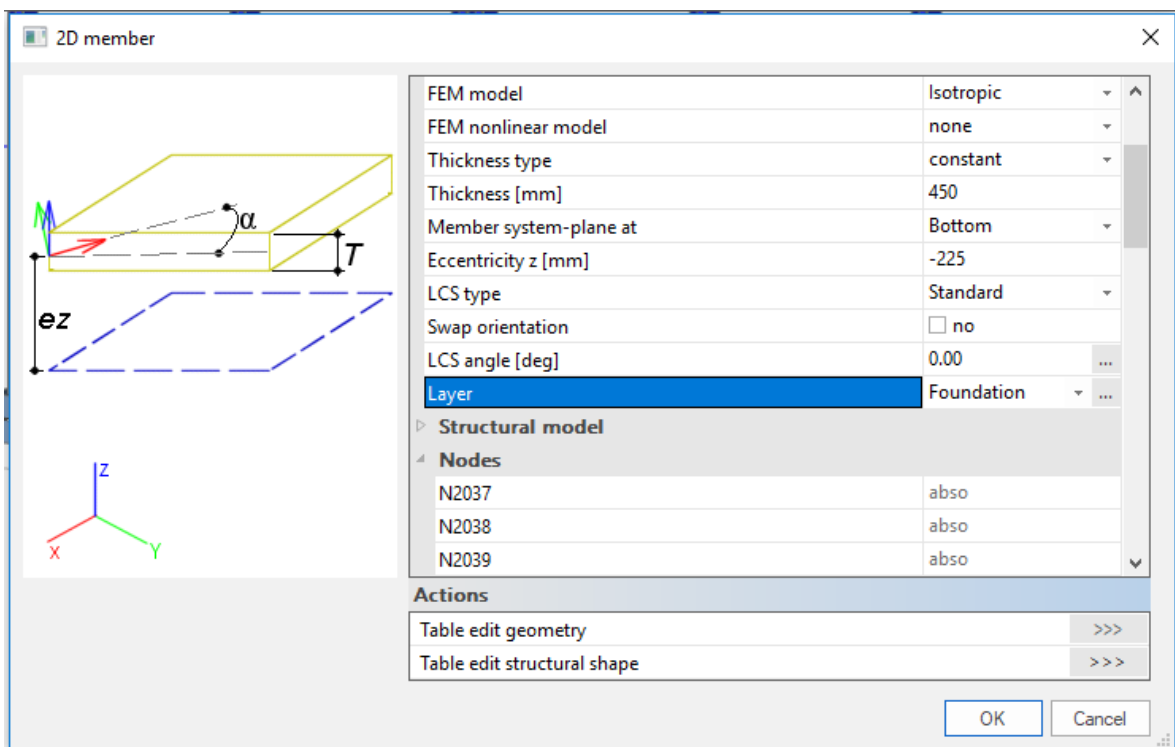 2D member
FEM model Isotropic
FEM nonlinear model none
Thickness type constant
Thickness [mm] 450
Member system-plane at Bottom
Eccentricity z [mm] -225
LCS type Standard
Swap orientation no
LCS angle [deg] 0.00 ...
Layer Foundation ...
Structural model
Nodes
N2037 abso
N2038 abso
N2039 abso
α
T
ez
Z
X
Y
Actions
Table edit geometry >>>
Table edit structural shape >>>
OK Cancel